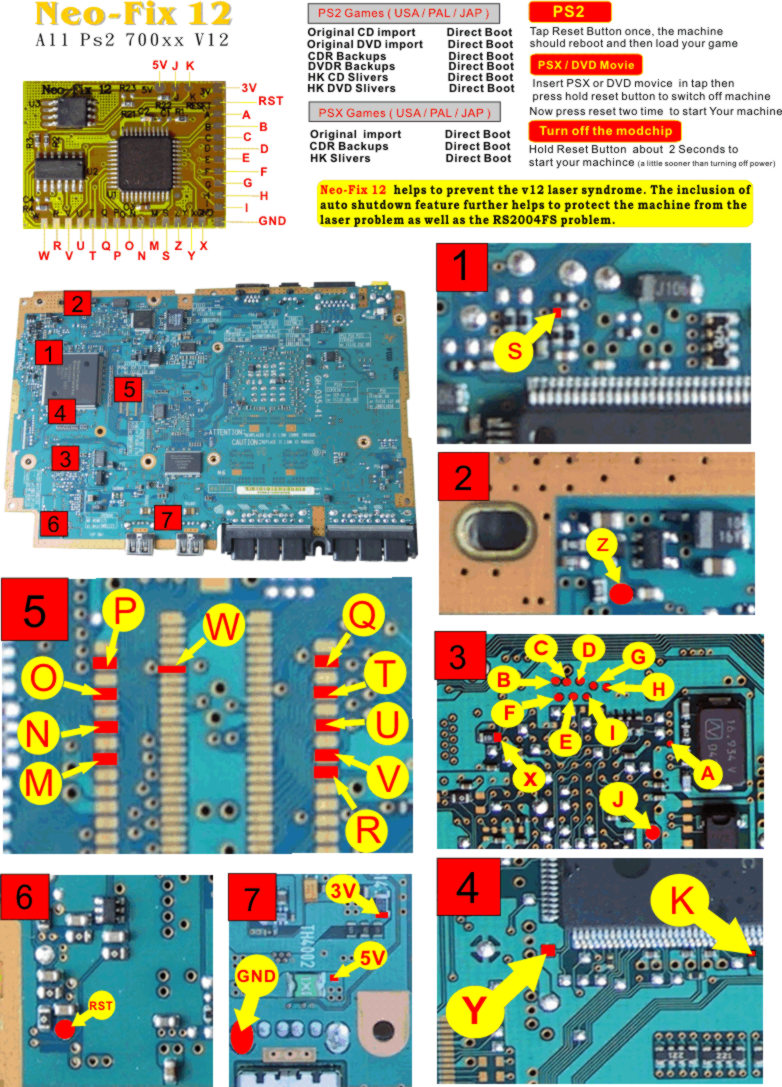 Neo-Fix 12
All Ps2 700xx V12
PS2 Games ( USA / PAL / JAP )
Original CD import Direct Boot
Original DVD import Direct Boot
CDR Backups Direct Boot
DVDR Backups Direct Boot
HK CD Slivers Direct Boot
HK DVD Slivers Direct Boot
PSX Games ( USA / PAL / JAP )
Original import Direct Boot
CDR Backups Direct Boot
HK Slivers Direct Boot
PS2
Tap Reset Button once, the machine
should reboot and then load your game
PSX / DVD Movie
Insert PSX or DVD movice in tap then
press hold reset button to switch off machine
Now press reset two time to start Your machine
Turn off the modchip
Hold Reset Button about 2 Seconds to
start your machince (a little sooner than turning off power)
Neo-Fix 12 helps to prevent the v12 laser syndrome. The inclusion of
auto shutdown feature further helps to protect the machine from the
laser problem as well as the RS2004FS problem.
5V J K
Neo-Fix 12
3V
RST
A
B
C
D
E
F
G
H
I
GND
W R V U T Q P O N M S Z Y X
1
2
3
4
5
6
7
ATTENTION
CAUTION
1
S
J106
2
Z
3
B C D G H
F E I
X
A
J
16.934
4
K
Y
221
122
5
P
O
N
M
W
Q
T
U
V
R
6
RST
7
3V
5V
GND
TH4002